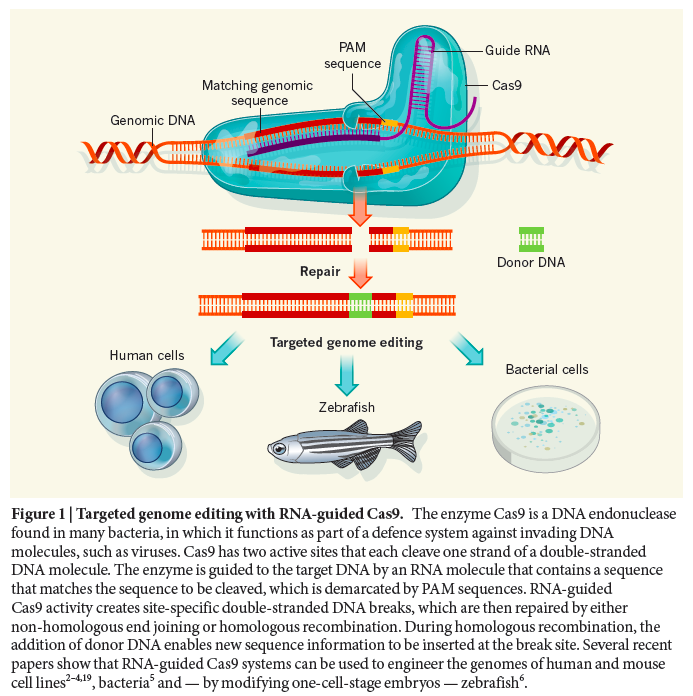 PAM
sequence
Guide RNA
Cas9
Matching genomic
sequence
Genomic DNA
Donor DNA
Repair
Targeted genome editing
Human cells
Zebrafish
Bacterial cells
Figure 1 | Targeted genome editing with RNA-guided Cas9. The enzyme Cas9 is a DNA endonuclease
found in many bacteria, in which it functions as part of a defence system against invading DNA
molecules, such as viruses. Cas9 has two active sites that each cleave one strand of a double-stranded
DNA molecule. The enzyme is guided to the target DNA by an RNA molecule that contains a sequence
that matches the sequence to be cleaved, which is demarcated by PAM sequences. RNA-guided
Cas9 activity creates site-specific double-stranded DNA breaks, which are then repaired by either
non-homologous end joining or homologous recombination. During homologous recombination, the
addition of donor DNA enables new sequence information to be inserted at the break site. Several recent
papers show that RNA-guided Cas9 systems can be used to engineer the genomes of human and mouse
cell lines2–4,19, bacteria5 and — by modifying one-cell-stage embryos — zebrafish6.